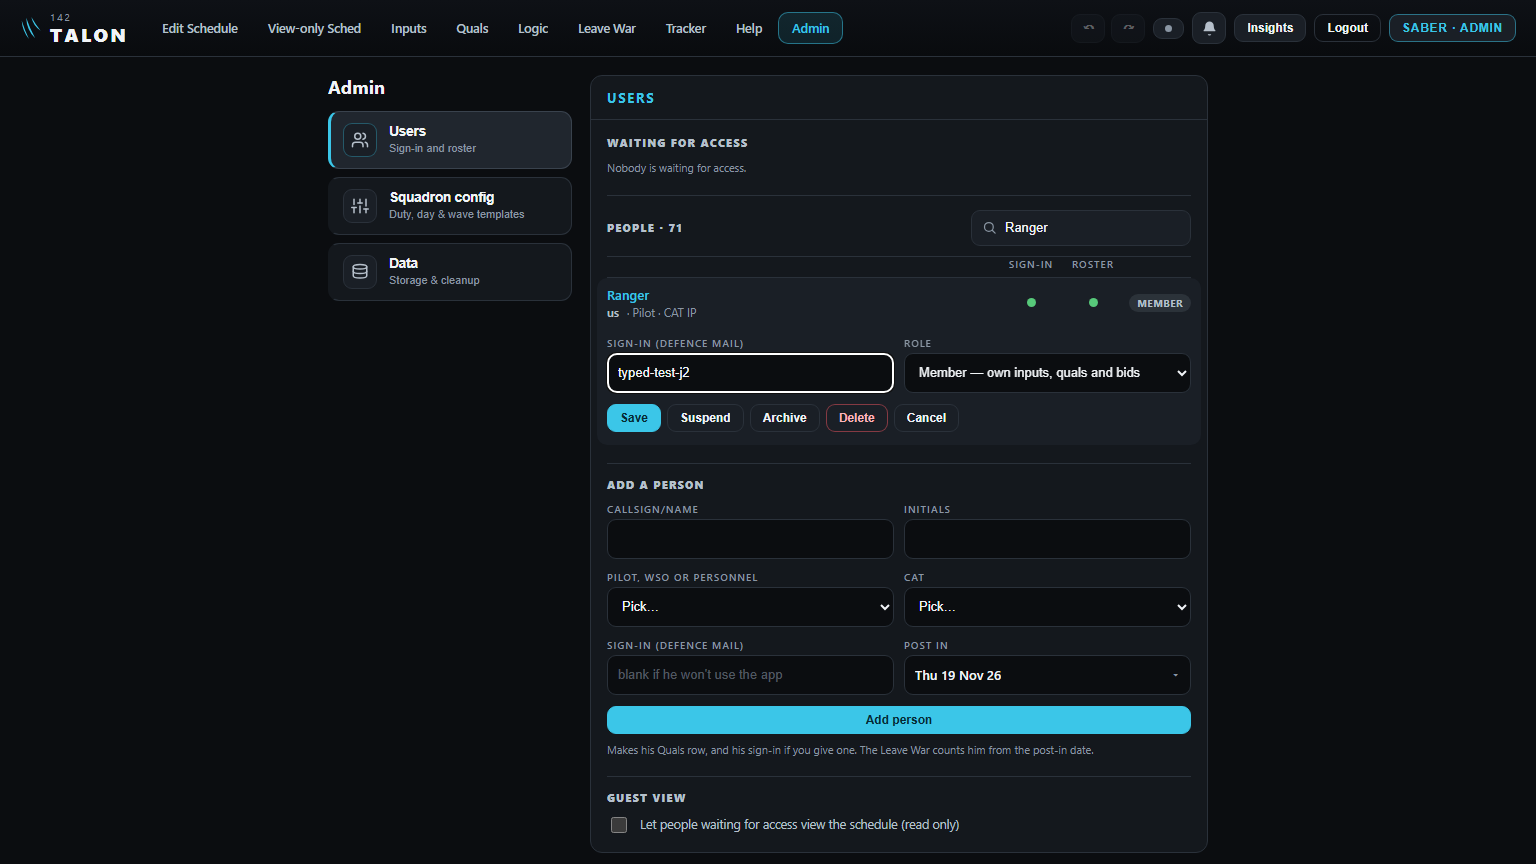 142
TALON
Edit Schedule
View-only Sched
Inputs
Quals
Logic
Leave War
Tracker
Help
Admin
Insights
Logout
SABER · ADMIN
Admin
Users
Sign-in and roster
Squadron config
Duty, day & wave templates
Data
Storage & cleanup
USERS
WAITING FOR ACCESS
Nobody is waiting for access.
PEOPLE · 71
Ranger
SIGN-IN
ROSTER
Ranger
us · Pilot · CAT IP
MEMBER
SIGN-IN (DEFENCE MAIL)
ROLE
typed-test-j2
Member — own inputs, quals and bids
Save
Suspend
Archive
Delete
Cancel
ADD A PERSON
CALLSIGN/NAME
INITIALS
PILOT, WSO OR PERSONNEL
CAT
Pick...
Pick...
SIGN-IN (DEFENCE MAIL)
POST IN
blank if he won't use the app
Thu 19 Nov 26
Add person
Makes his Quals row, and his sign-in if you give one. The Leave War counts him from the post-in date.
GUEST VIEW
Let people waiting for access view the schedule (read only)